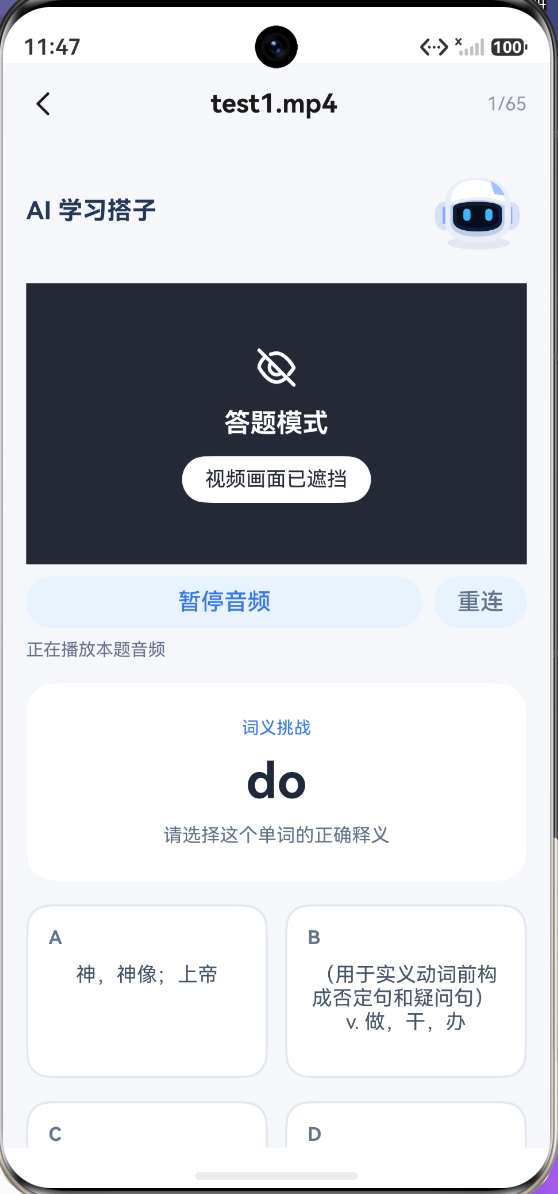 11:47
100
test1.mp4
1/65
AI 学习搭子
答题模式
视频画面已遮挡
暂停音频
重连
正在播放本题音频
词义挑战
do
请选择这个单词的正确释义
A
神，神像；上帝
B
（用于实义动词前构
成否定句和疑问句）
v. 做，干，办
C
D